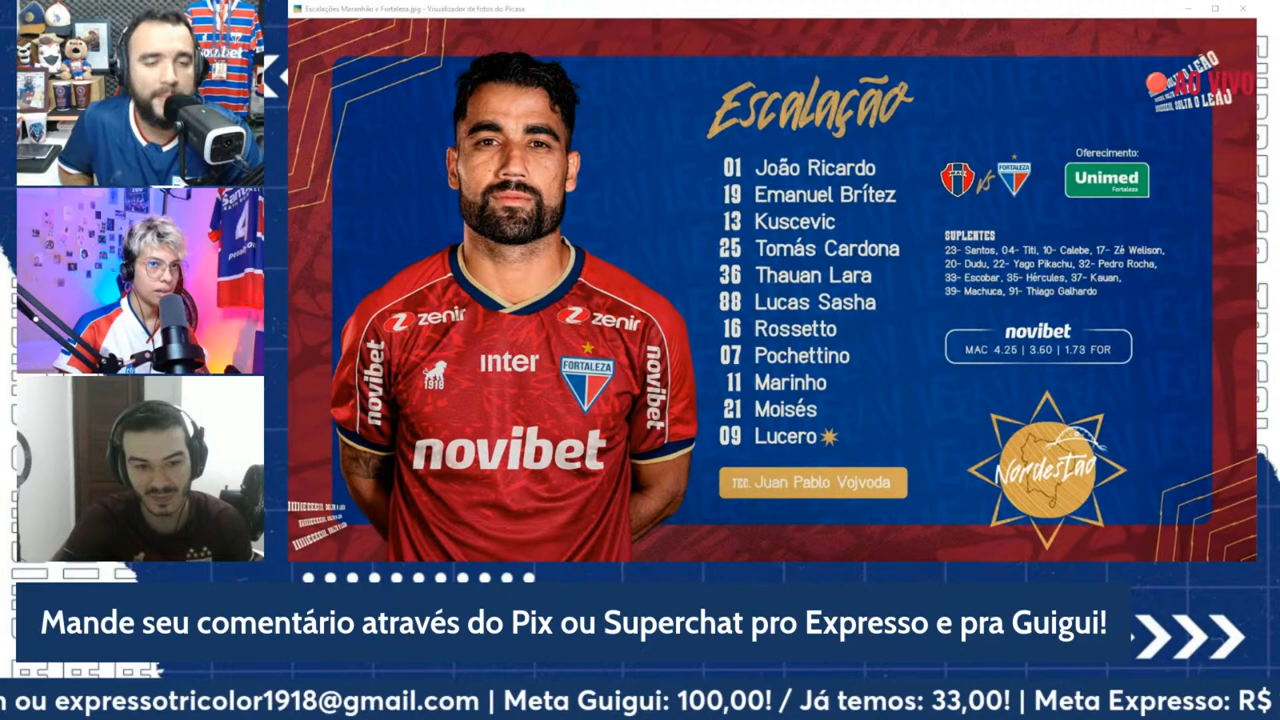 Escalações Maranhão x Fortaleza.jpg - Visualizador de fotos do Picasa
Escalação
01 João Ricardo
19 Emanuel Brítez
13 Kuscevic
25 Tomás Cardona
36 Thauan Lara
88 Lucas Sasha
16 Rossetto
07 Pochettino
11 Marinho
21 Moisés
09 Lucero
TEC. Juan Pablo Vojvoda
AO VIVO
SOLTA O LEÃO
MAC
VS
FORTALEZA
Oferecimento:
Unimed
Fortaleza
SUPLENTES
23- Santos, 04- Titi, 10- Calebe, 17- Zé Welison,
20- Dudu, 22- Yago Pikachu, 32- Pedro Rocha,
33- Escobar, 35- Hércules, 37- Kauan,
39- Machuca, 91- Thiago Galhardo
novibet
MAC 4.25 | 3.60 | 1.73 FOR
Nordestão
zenir
zenir
novibet
1918
inter
FORTALEZA
novibet
novibet
novibet
Mande seu comentário através do Pix ou Superchat pro Expresso e pra Guigui!
ou expressotricolor1918@gmail.com | Meta Guigui: 100,00! / Já temos: 33,00! | Meta Expresso: R$